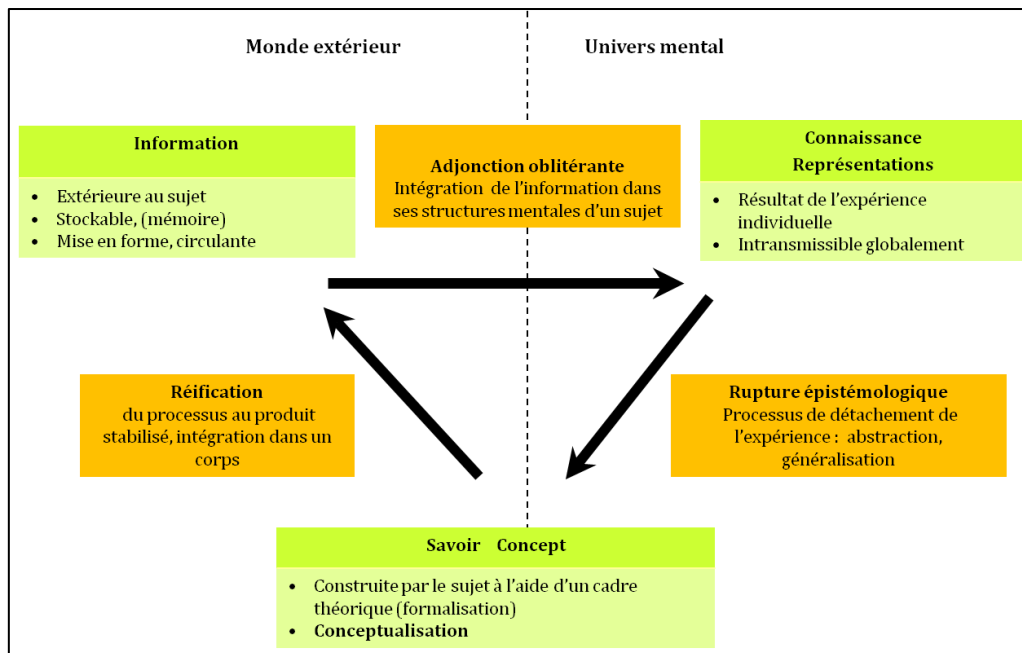 Monde extérieur
Univers mental
Information
• Extérieure au sujet
• Stockable, (mémoire)
• Mise en forme, circulante
Adjonction oblitérante
Intégration de l'information dans
ses structures mentales d'un sujet
Connaissance
Représentations
• Résultat de l'expérience
individuelle
• Intransmissible globalement
Réification
du processus au produit
stabilisé, intégration dans un
corps
Rupture épistémologique
Processus de détachement de
l'expérience : abstraction,
généralisation
Savoir Concept
• Construite par le sujet à l'aide d'un cadre
théorique (formalisation)
• Conceptualisation